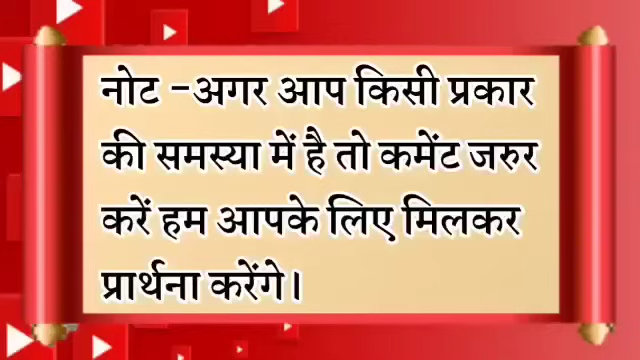 नोट -अगर आप किसी प्रकार
की समस्या में है तो कमेंट जरुर
करें हम आपके लिए मिलकर
प्रार्थना करेंगे।